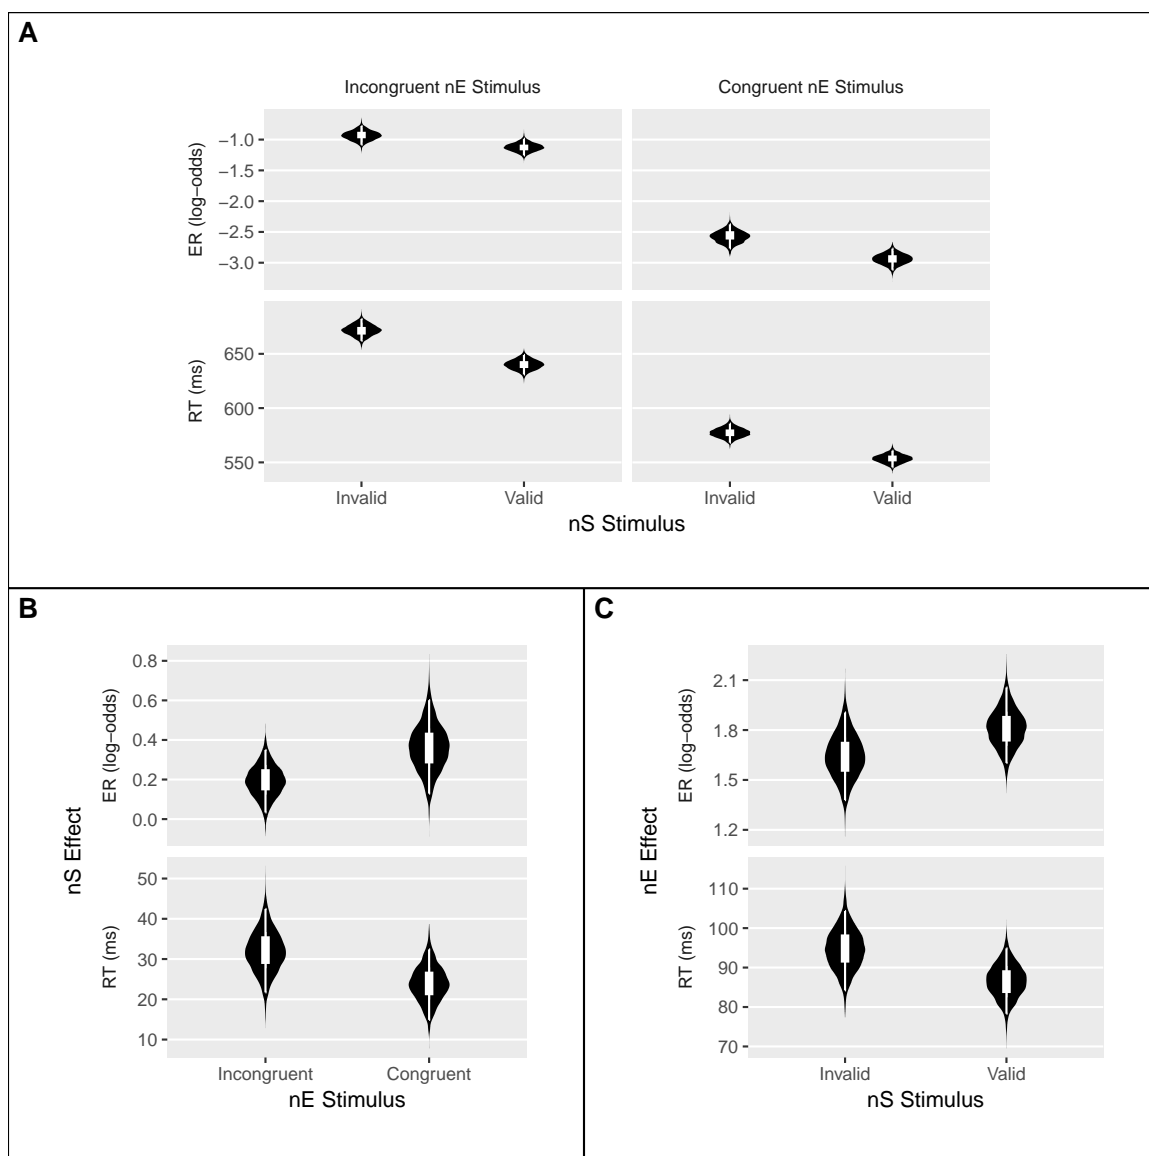 A
Incongruent nE Stimulus Congruent nE Stimulus
ER (log−odds)
−1.0
−1.5
−2.0
−2.5
−3.0
RT (ms)
650
600
550
Invalid Valid Invalid Valid
nS Stimulus
B
nS Effect
ER (log−odds)
0.8
0.6
0.4
0.2
0.0
RT (ms)
50
40
30
20
10
Incongruent Congruent
nE Stimulus
C
nE Effect
ER (log−odds)
2.1
1.8
1.5
1.2
RT (ms)
110
100
90
80
70
Invalid Valid
nS Stimulus